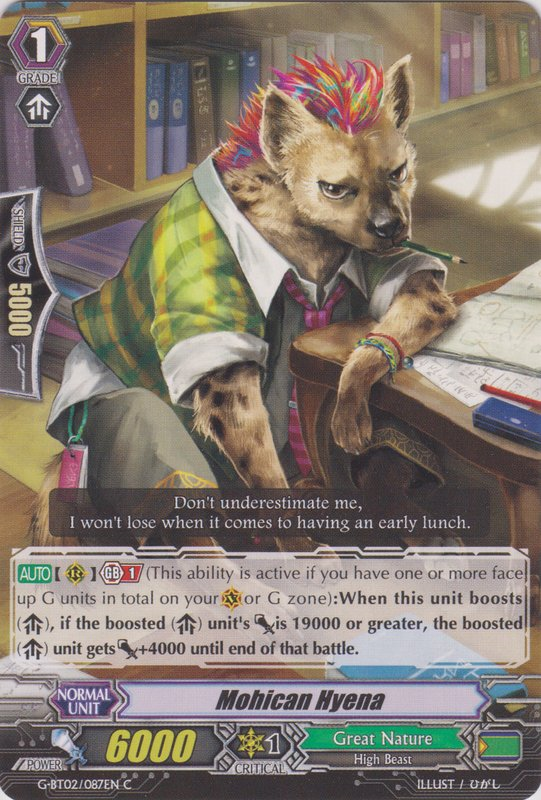 1
GRADE
SHIELD
5000
Don't underestimate me,
I won't lose when it comes to having an early lunch.
AUTO【 R 】GB 1 (This ability is active if you have one or more face
up G units in total on your or G zone):When this unit boosts
( ), if the boosted ( ) unit's is 19000 or greater, the boosted
( ) unit gets +4000 until end of that battle.
NORMAL
UNIT
Mohican Hyena
POWER
6000
1
CRITICAL
Great Nature
High Beast
G-BT02/087EN C
ILLUST / ひがし